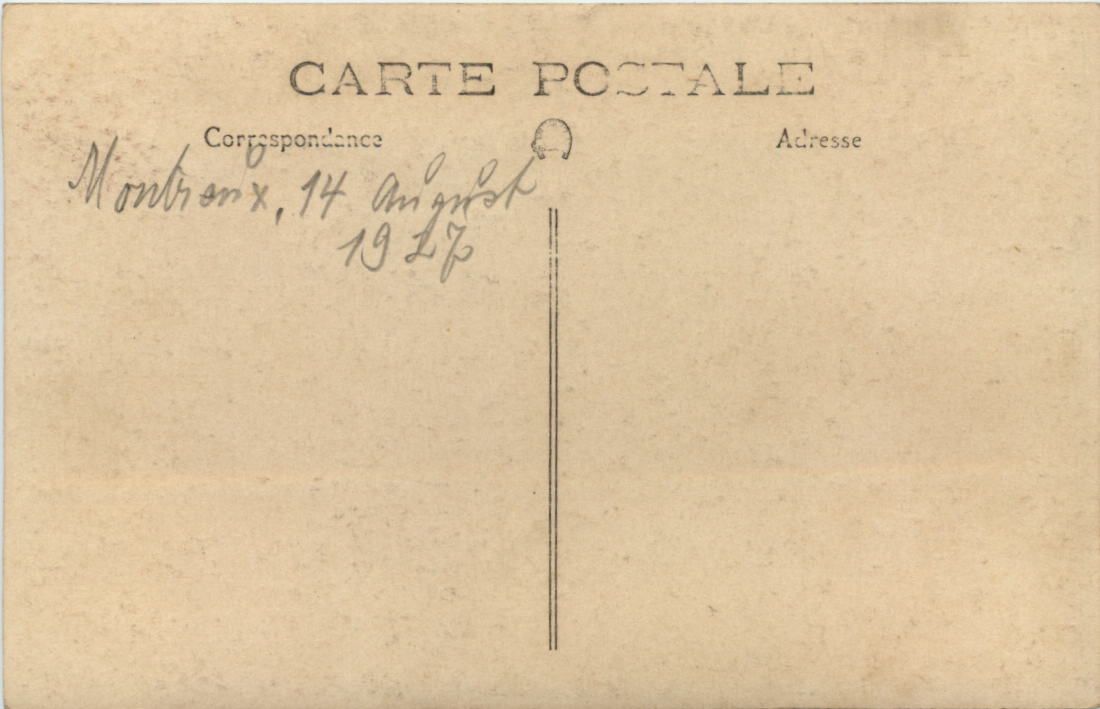 CARTE POSTALE
Correspondance
Adresse
Montreux, 14 August
1927